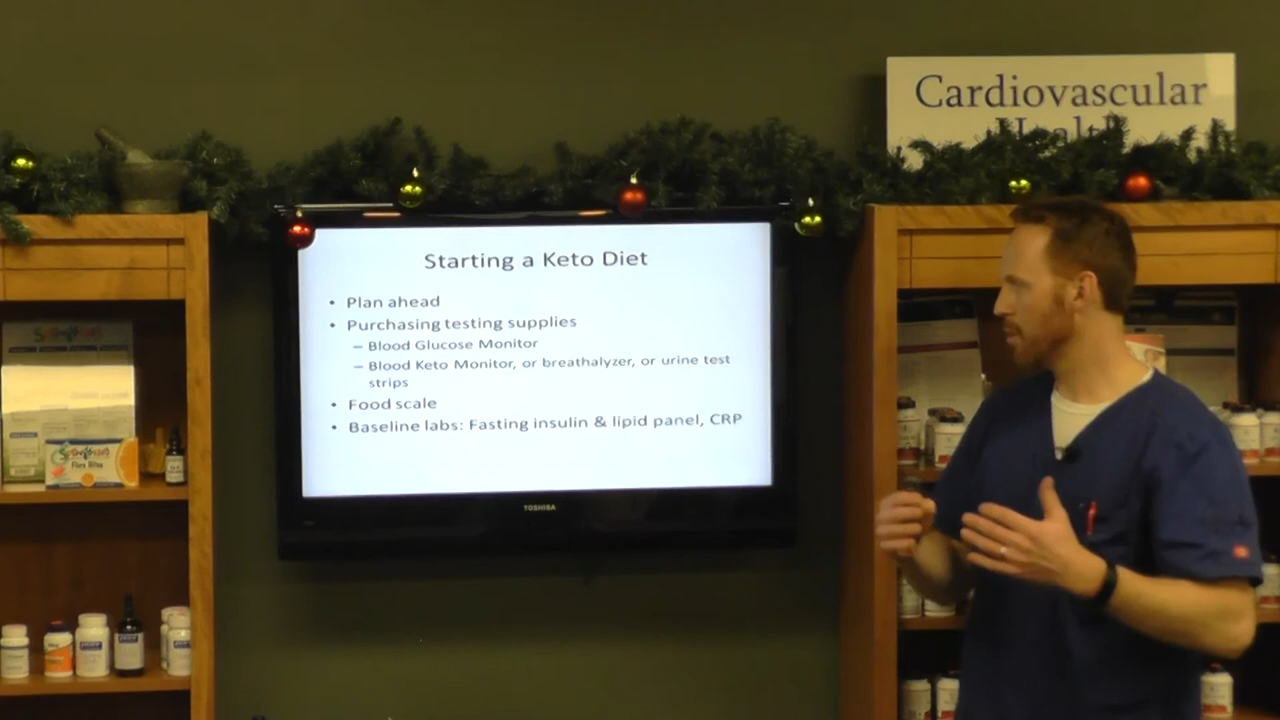 Cardiovascular
Health
Starting a Keto Diet
• Plan ahead
• Purchasing testing supplies
– Blood Glucose Monitor
– Blood Keto Monitor, or breathalyzer, or urine test
strips
• Food scale
• Baseline labs: Fasting insulin & lipid panel, CRP
TOSHIBA